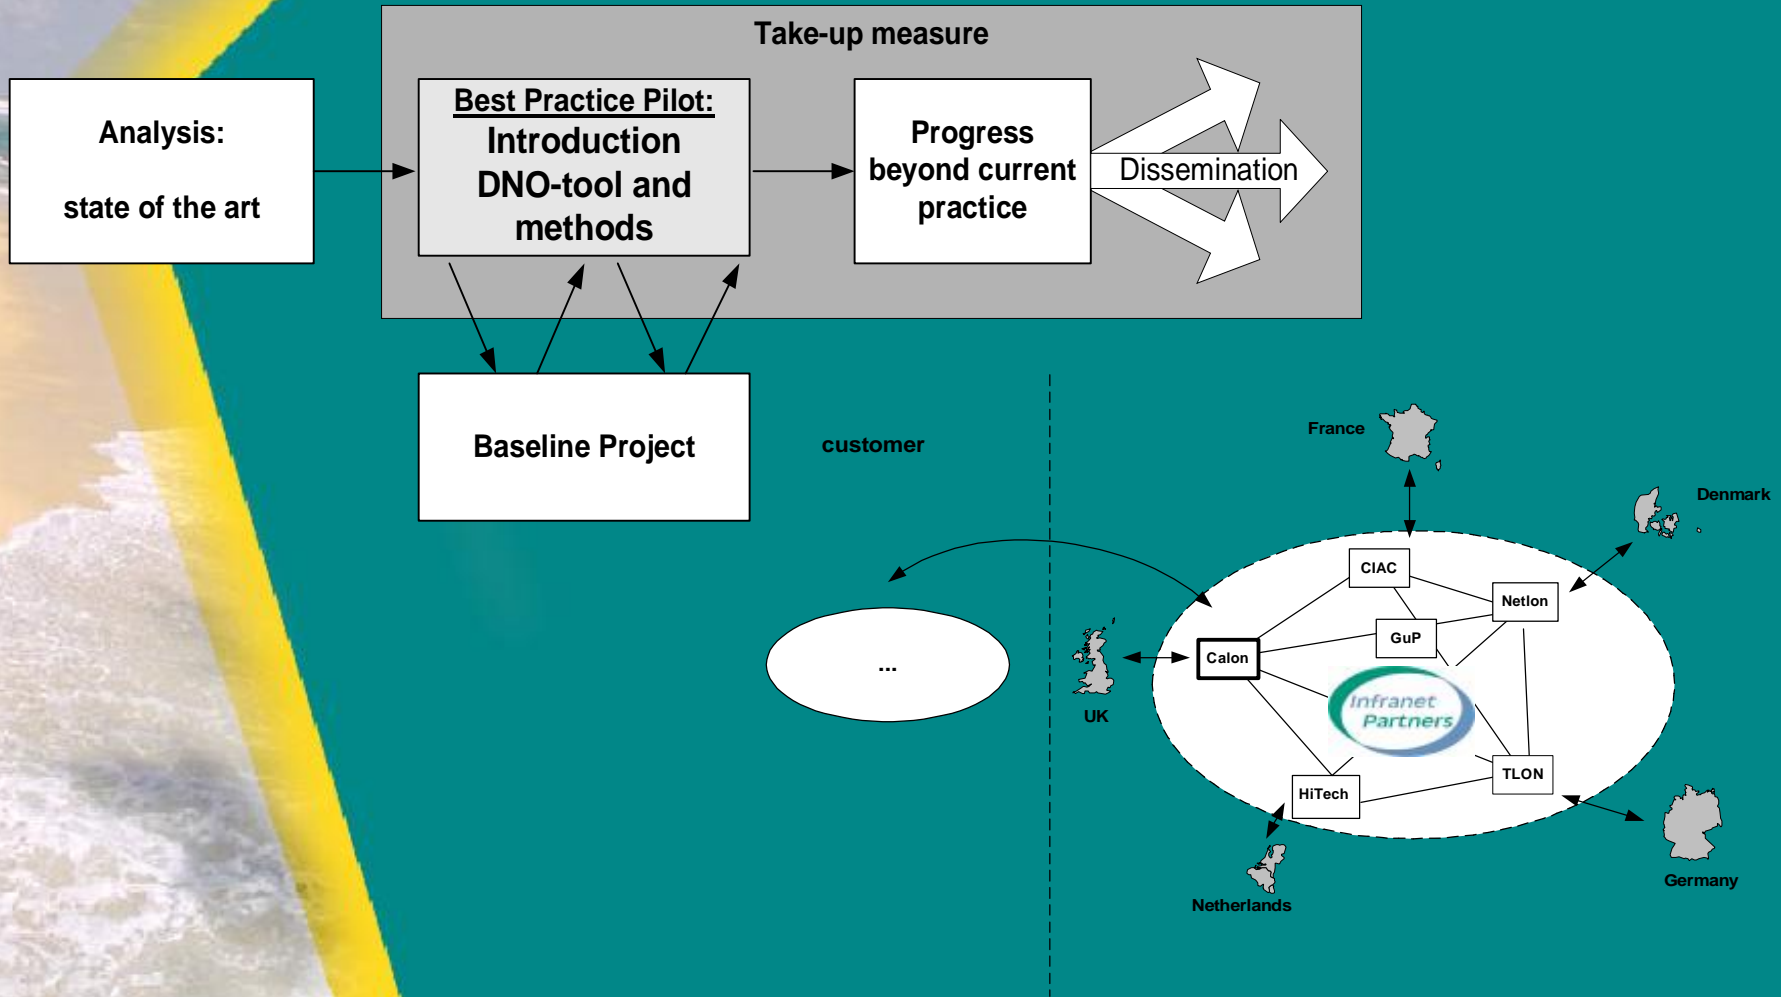 Take-up measure
Analysis:
state of the art
Best Practice Pilot:
Introduction
DNO-tool and
methods
Progress
beyond current
practice
Dissemination
Baseline Project
customer
...
France
Denmark
UK
Netherlands
Germany
CIAC
Netlon
GuP
Calon
Infranet
Partners
HiTech
TLON